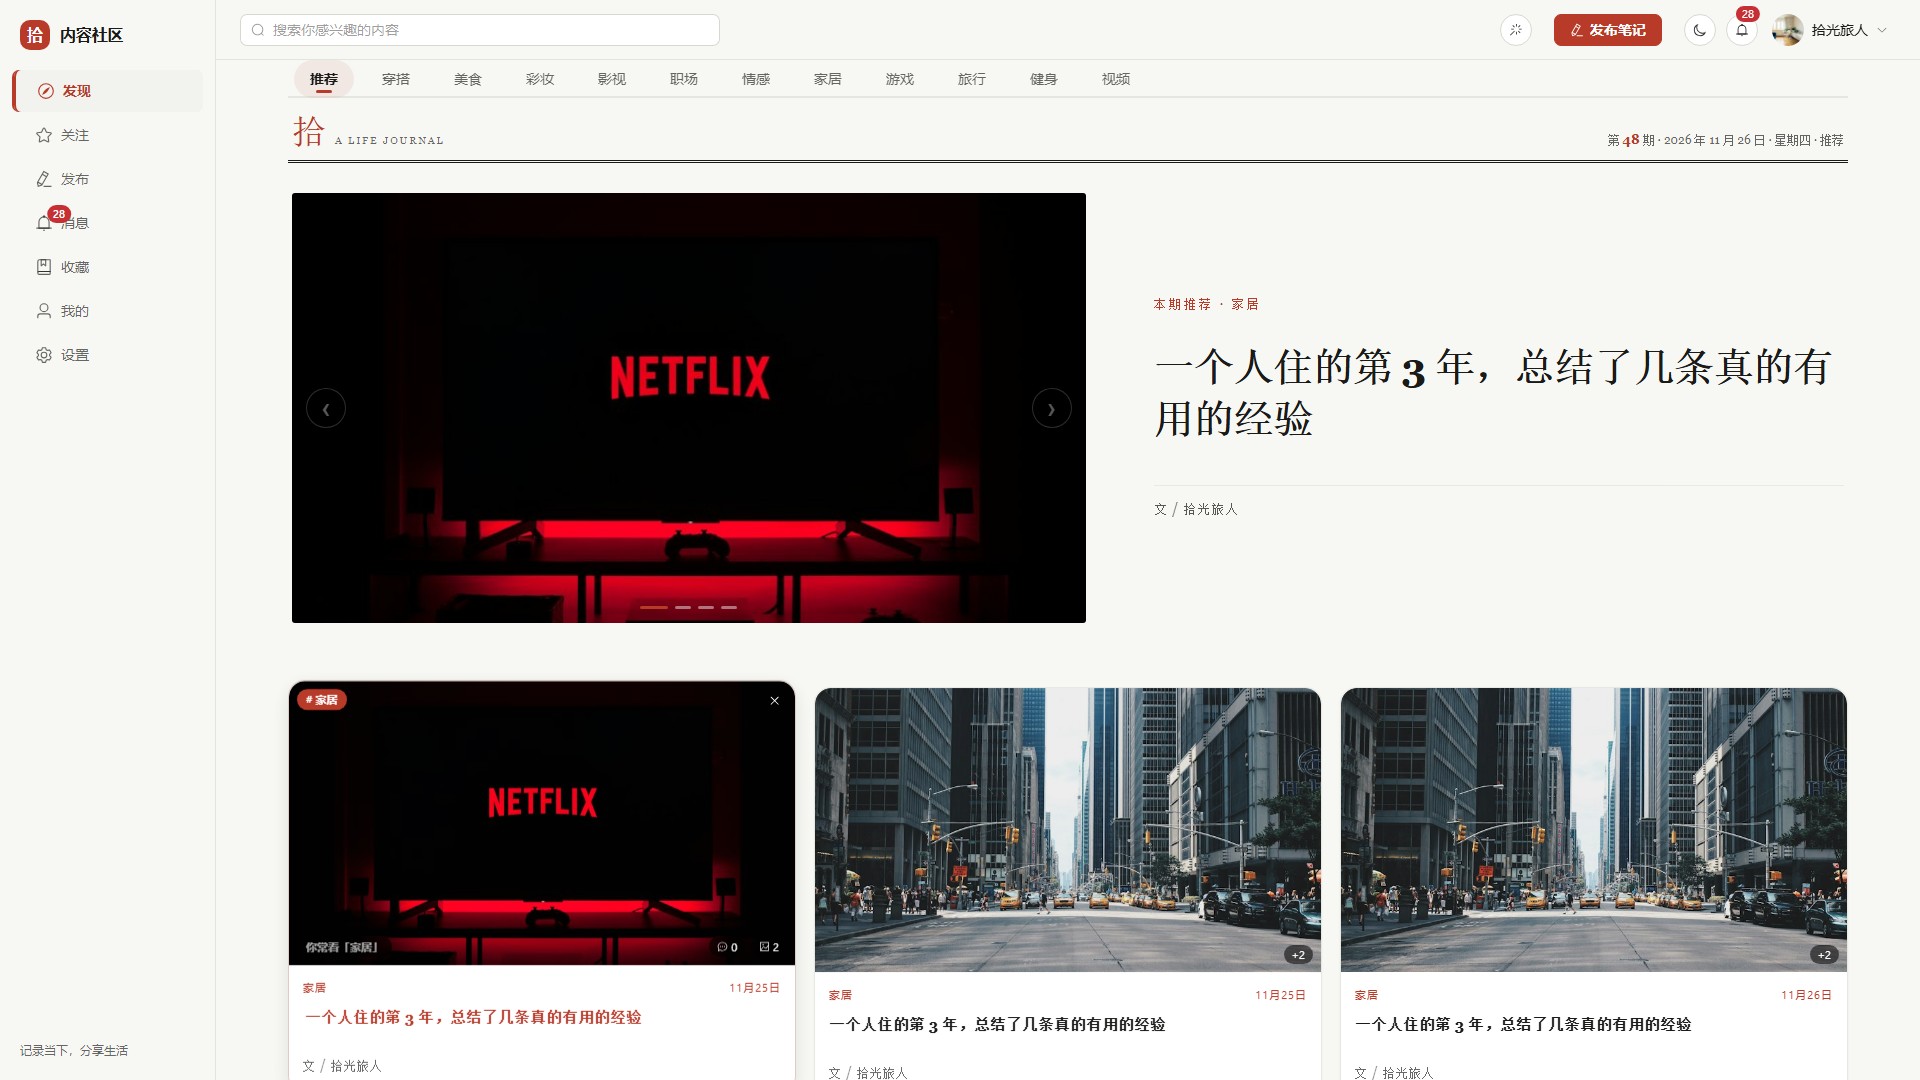 拾 内容社区
搜索你感兴趣的内容
发布笔记
28
拾光旅人
发现
关注
发布
28
消息
收藏
我的
设置
记录当下，分享生活
推荐 穿搭 美食 彩妆 影视 职场 情感 家居 游戏 旅行 健身 视频
拾 A LIFE JOURNAL
第 48 期 · 2026 年 11 月 26 日 · 星期四 · 推荐
NETFLIX
本期推荐 · 家居
一个人住的第 3 年，总结了几条真的有
用的经验
文 / 拾光旅人
# 家居
NETFLIX
你常看「家居」
0 2
家居 11月25日
一个人住的第 3 年，总结了几条真的有用的经验
文 / 拾光旅人
+2
家居 11月25日
一个人住的第 3 年，总结了几条真的有用的经验
文 / 拾光旅人
+2
家居 11月26日
一个人住的第 3 年，总结了几条真的有用的经验
文 / 拾光旅人